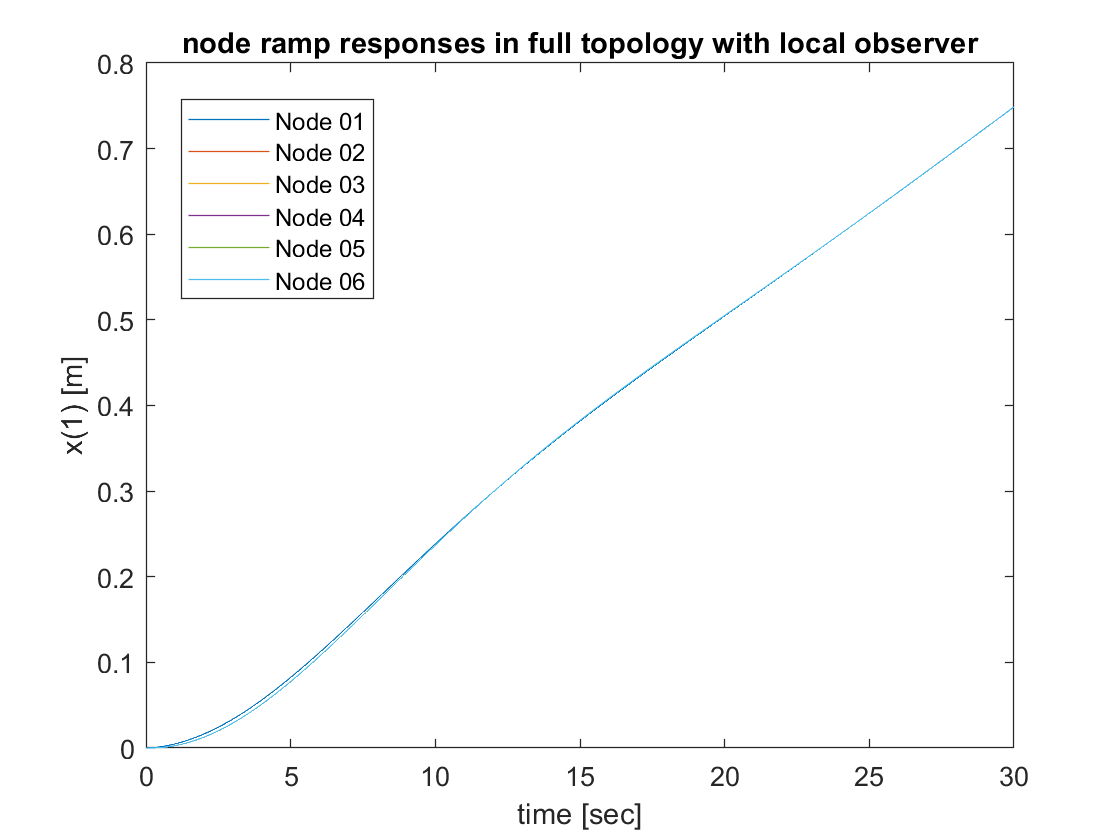 node ramp responses in full topology with local observer
0.8
0.7
0.6
0.5
0.4
0.3
0.2
0.1
0
x(1) [m]
Node 01
Node 02
Node 03
Node 04
Node 05
Node 06
0 5 10 15 20 25 30
time [sec]